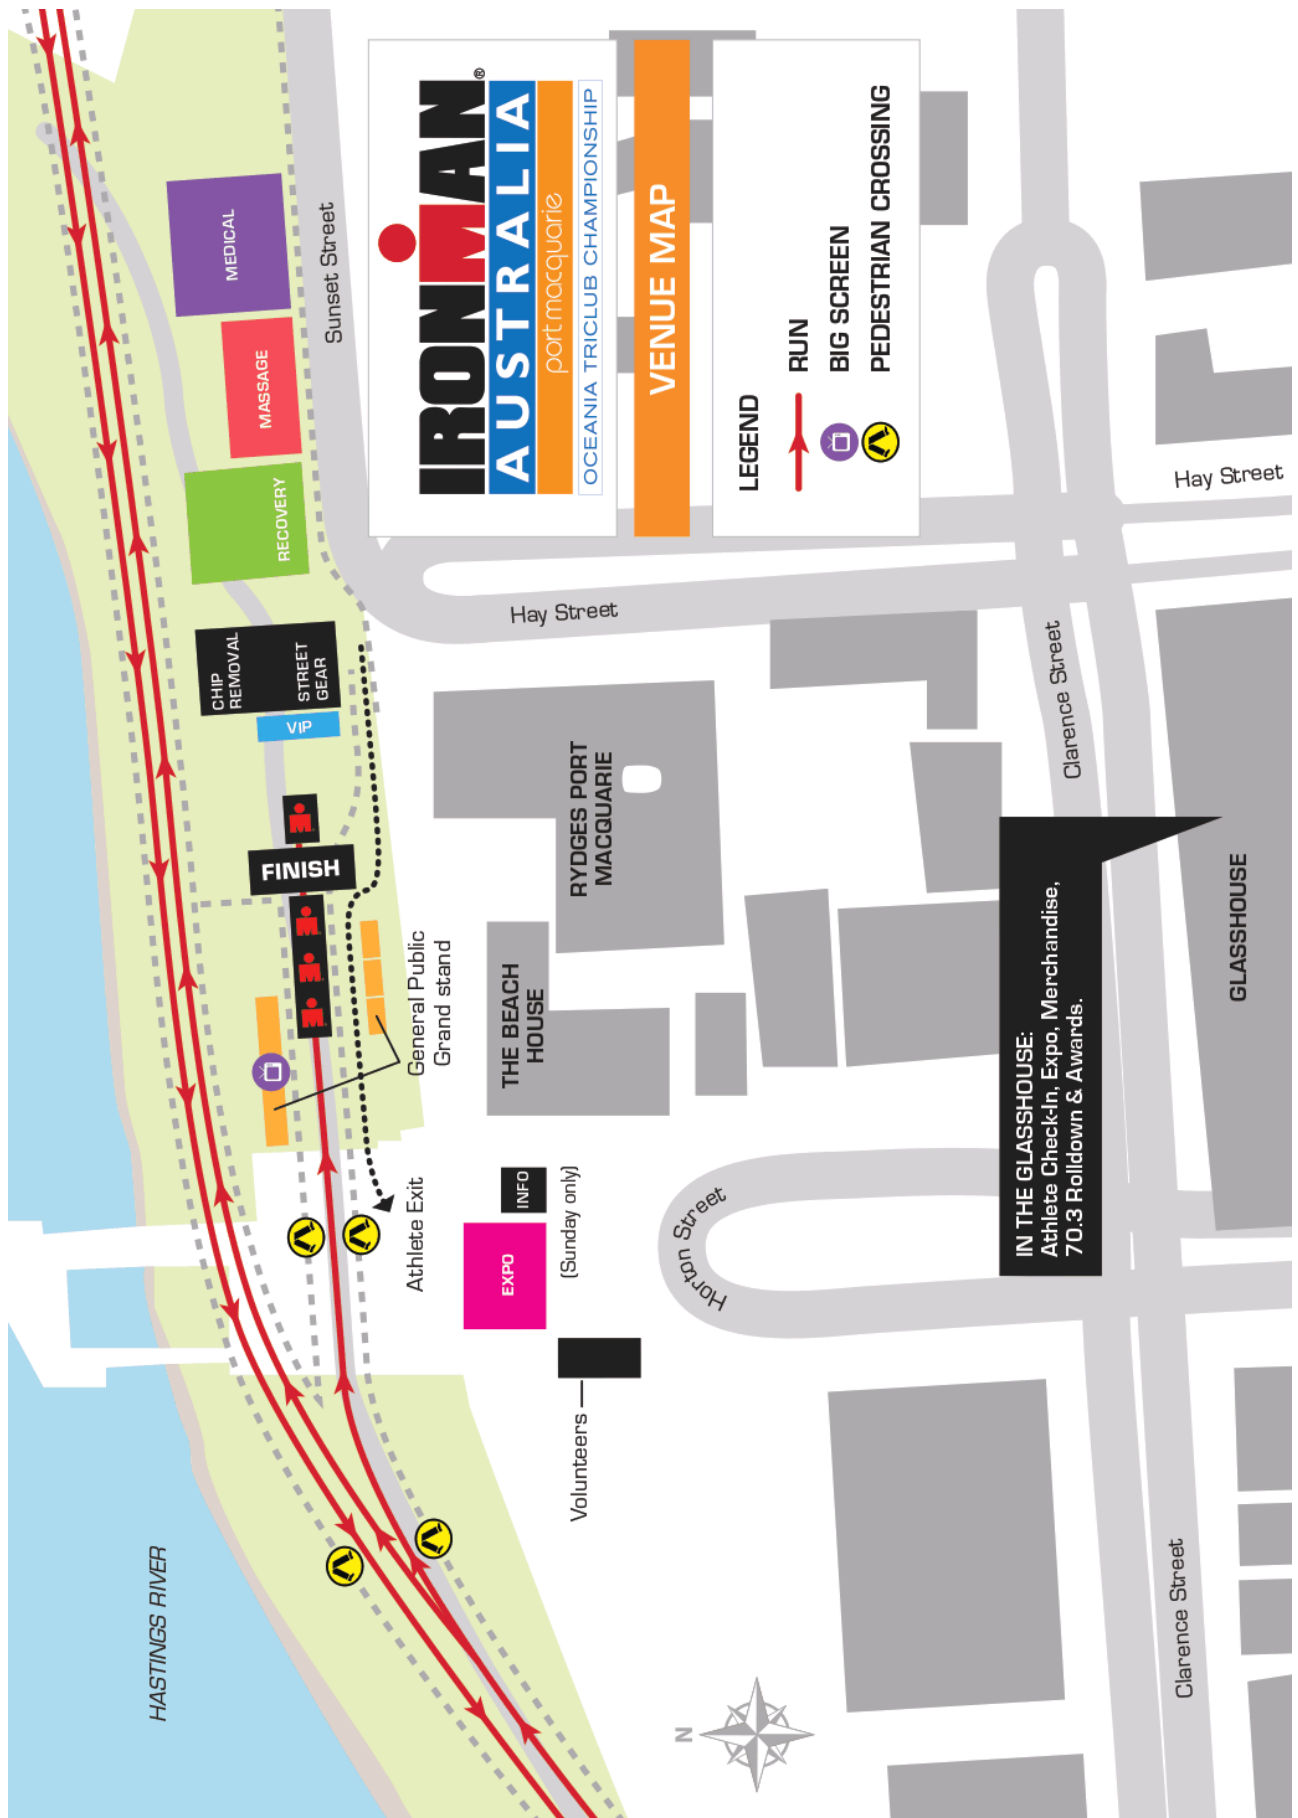 IRONMAN®
AUSTRALIA
port macquarie
OCEANIA TRICLUB CHAMPIONSHIP
VENUE MAP
LEGEND
RUN
BIG SCREEN
PEDESTRIAN CROSSING
HASTINGS RIVER
Sunset Street
MEDICAL
MASSAGE
RECOVERY
CHIP
REMOVAL
STREET
GEAR
VIP
FINISH
General Public
Grand stand
Athlete Exit
INFO
EXPO
(Sunday only)
Volunteers
THE BEACH
HOUSE
RYDGES PORT
MACQUARIE
Hay Street
Hay Street
Horton Street
Clarence Street
Clarence Street
IN THE GLASSHOUSE:
Athlete Check-In, Expo, Merchandise,
70.3 Rolldown & Awards.
GLASSHOUSE
N